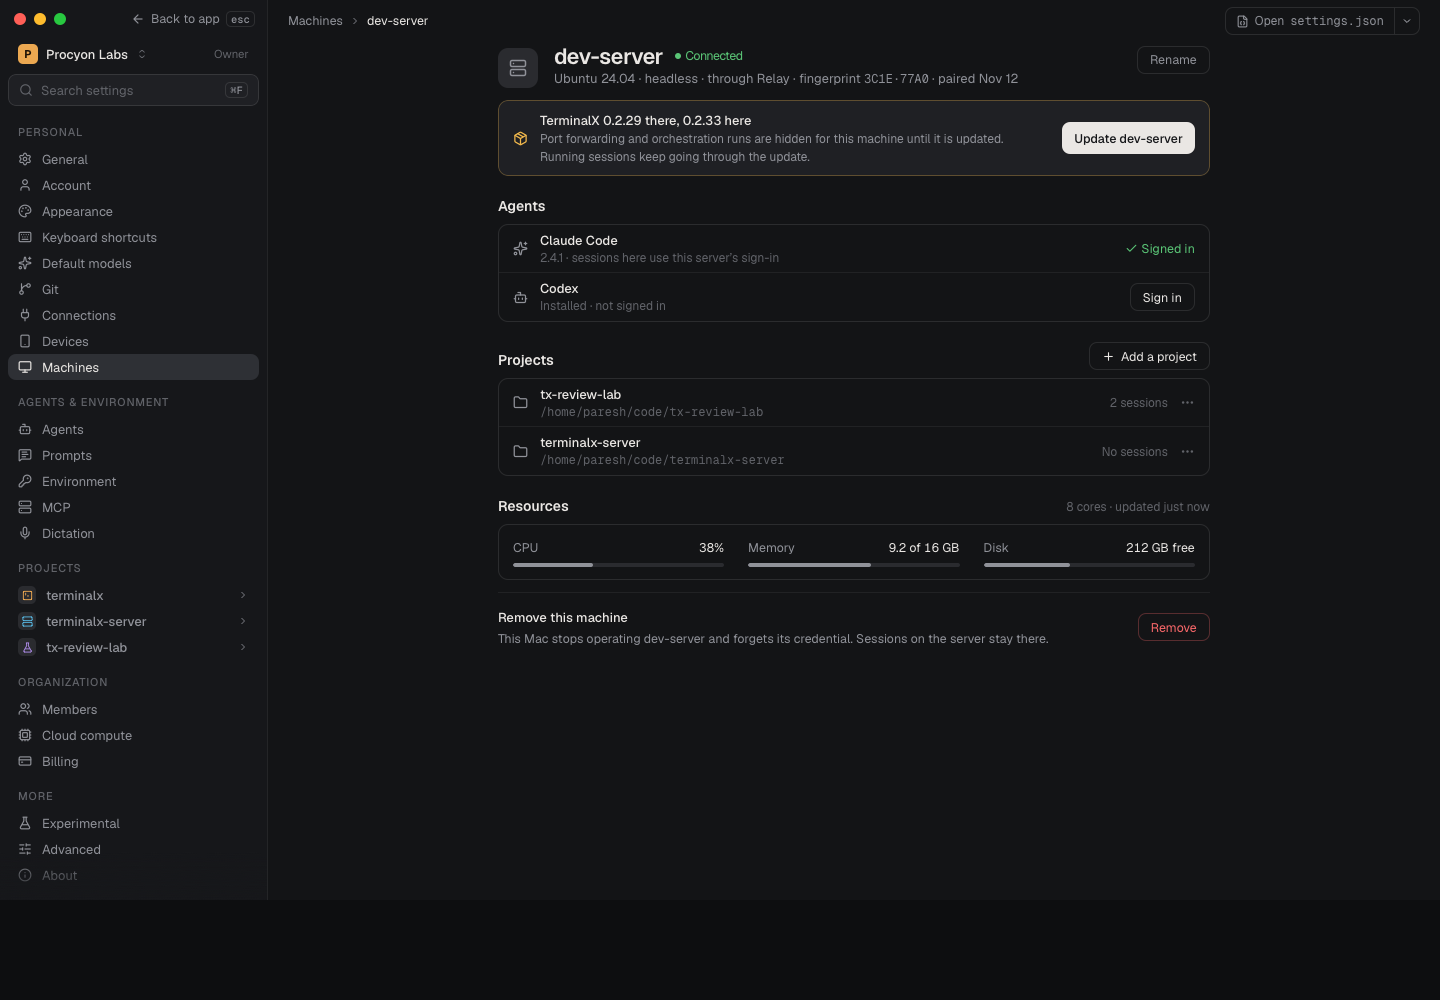 Back to app esc
P Procyon Labs Owner
Search settings ⌘F
PERSONAL
General
Account
Appearance
Keyboard shortcuts
Default models
Git
Connections
Devices
Machines
AGENTS & ENVIRONMENT
Agents
Prompts
Environment
MCP
Dictation
PROJECTS
terminalx
terminalx-server
tx-review-lab
ORGANIZATION
Members
Cloud compute
Billing
MORE
Experimental
Advanced
About
Machines > dev-server
Open settings.json
dev-server Connected
Ubuntu 24.04 · headless · through Relay · fingerprint 3C1E·77A0 · paired Nov 12
Rename
TerminalX 0.2.29 there, 0.2.33 here
Port forwarding and orchestration runs are hidden for this machine until it is updated.
Running sessions keep going through the update.
Update dev-server
Agents
Claude Code
2.4.1 · sessions here use this server's sign-in
Signed in
Codex
Installed · not signed in
Sign in
Projects
Add a project
tx-review-lab
/home/paresh/code/tx-review-lab
2 sessions
terminalx-server
/home/paresh/code/terminalx-server
No sessions
Resources
8 cores · updated just now
CPU 38%
Memory 9.2 of 16 GB
Disk 212 GB free
Remove this machine
This Mac stops operating dev-server and forgets its credential. Sessions on the server stay there.
Remove